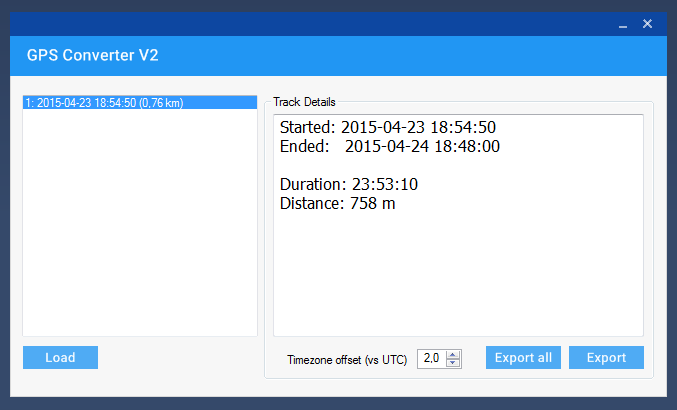 GPS Converter V2
1: 2015-04-23 18:54:50 (0,76 km)
Track Details
Started: 2015-04-23 18:54:50
Ended: 2015-04-24 18:48:00
Duration: 23:53:10
Distance: 758 m
Load
Timezone offset (vs UTC) 2,0 Export all Export